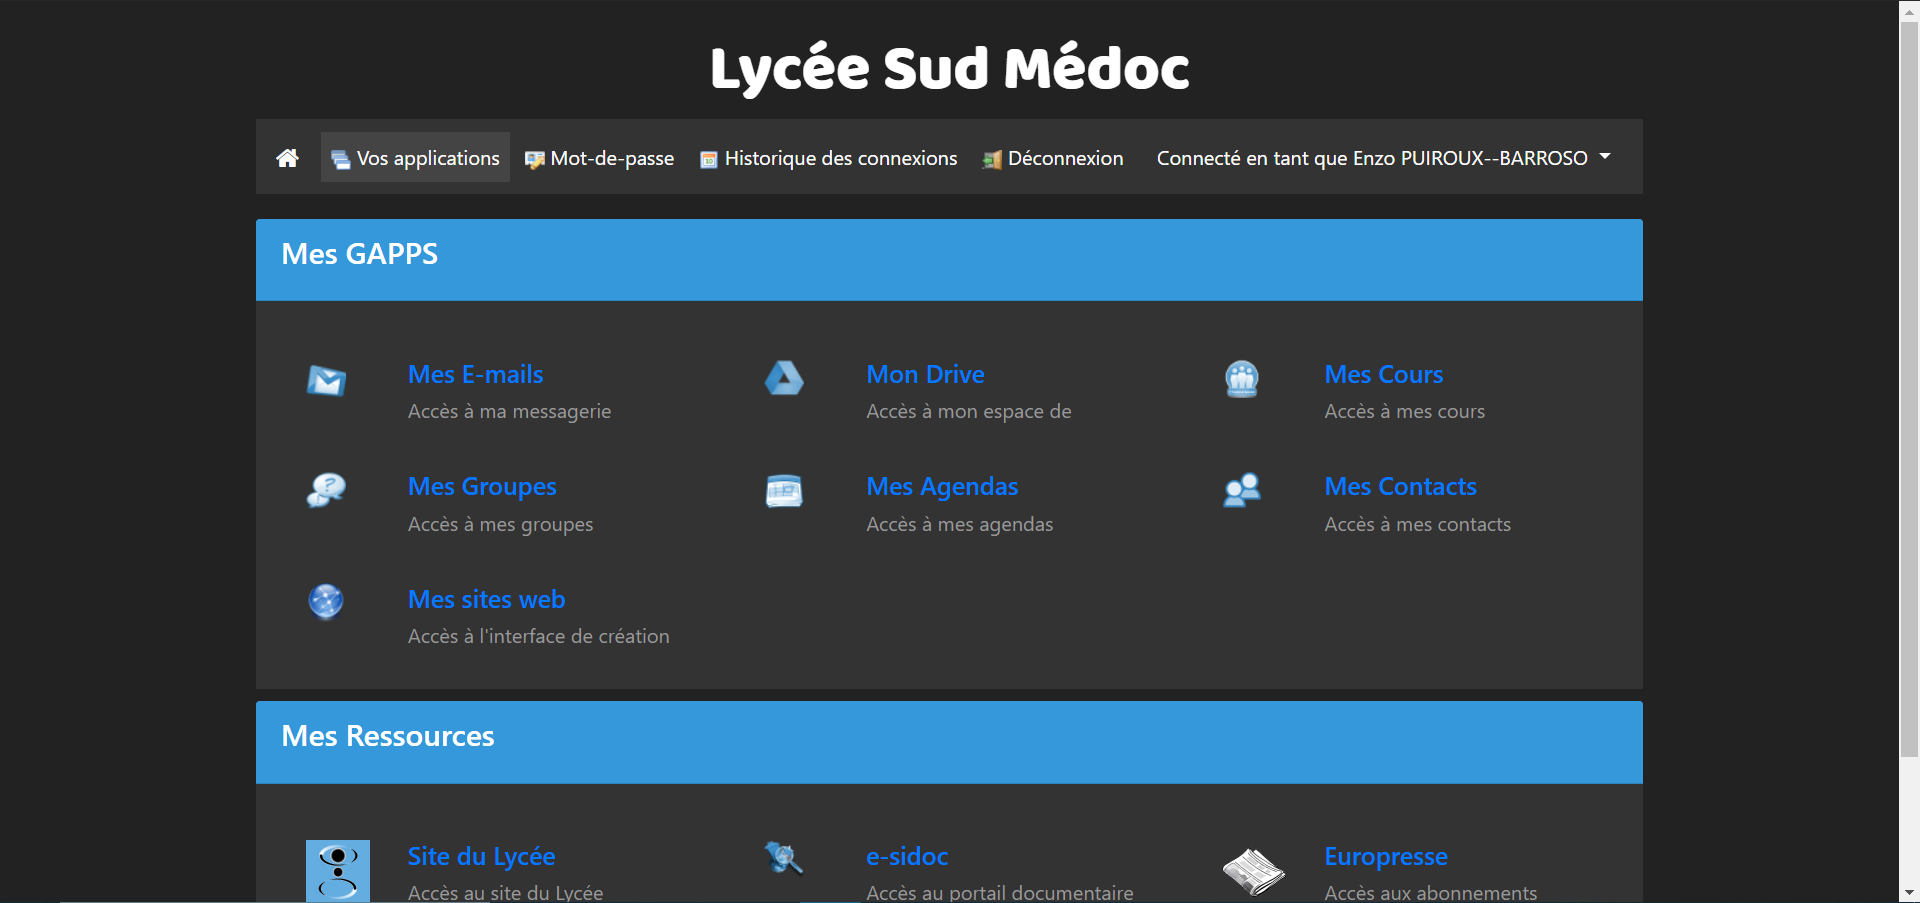 Lycée Sud Médoc
Vos applications Mot-de-passe Historique des connexions Déconnexion Connecté en tant que Enzo PUIROUX--BARROSO
Mes GAPPS
Mes E-mails
Accès à ma messagerie
Mon Drive
Accès à mon espace de
Mes Cours
Accès à mes cours
Mes Groupes
Accès à mes groupes
Mes Agendas
Accès à mes agendas
Mes Contacts
Accès à mes contacts
Mes sites web
Accès à l'interface de création
Mes Ressources
Site du Lycée
Accès au site du Lycée
e-sidoc
Accès au portail documentaire
Europresse
Accès aux abonnements